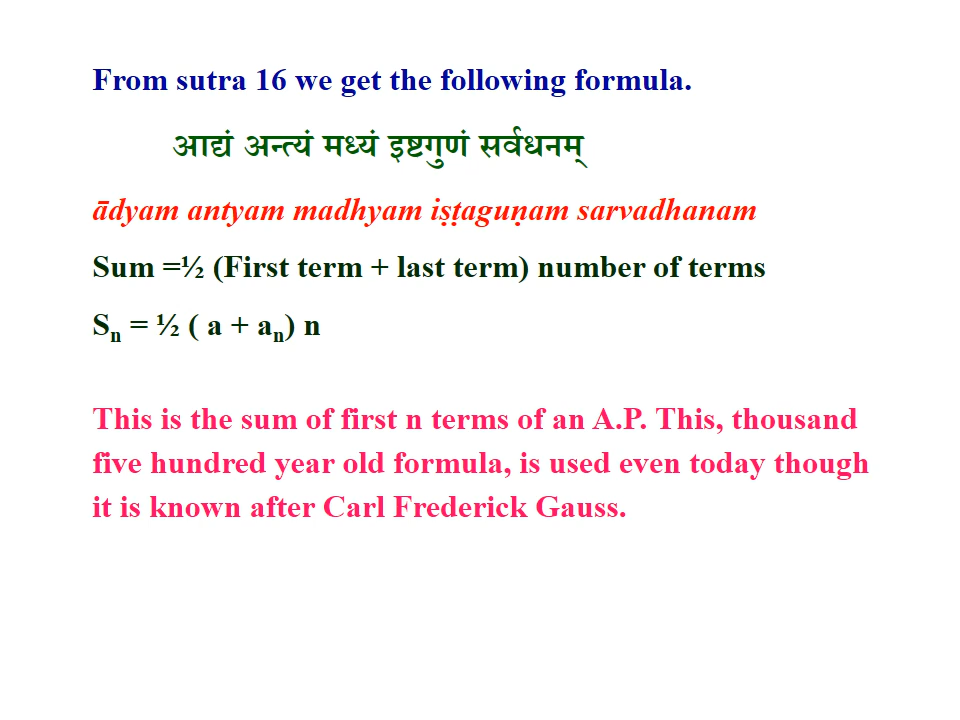 From sutra 16 we get the following formula.
आद्यं अन्त्यं मध्यं इष्टगुणं सर्वधनम्
ādyam antyam madhyam iṣṭaguṇam sarvadhanam
Sum =½ (First term + last term) number of terms
Sn = ½ ( a + an) n
This is the sum of first n terms of an A.P. This, thousand
five hundred year old formula, is used even today though
it is known after Carl Frederick Gauss.